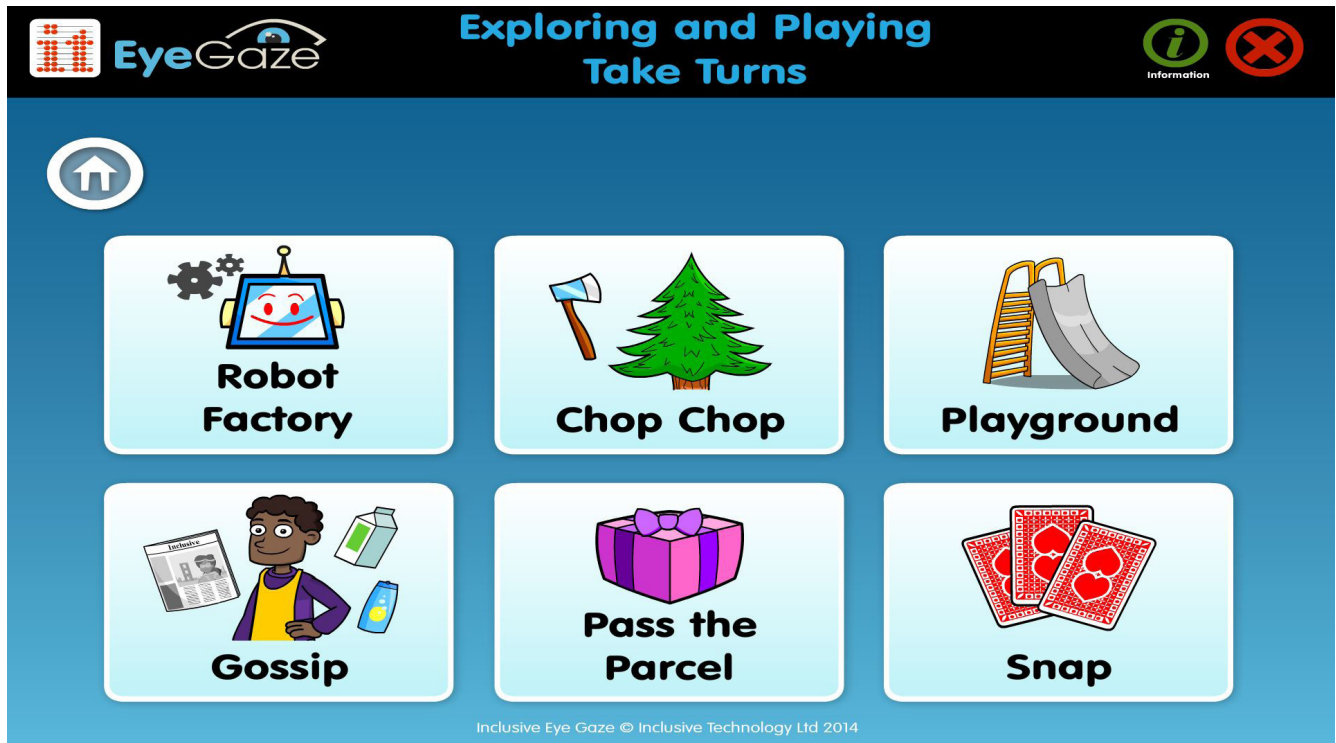 it EyeGaze
Exploring and Playing
Take Turns
Information
Robot
Factory
Chop Chop
Playground
Inclusive
Gossip
Pass the
Parcel
Snap
Inclusive Eye Gaze © Inclusive Technology Ltd 2014